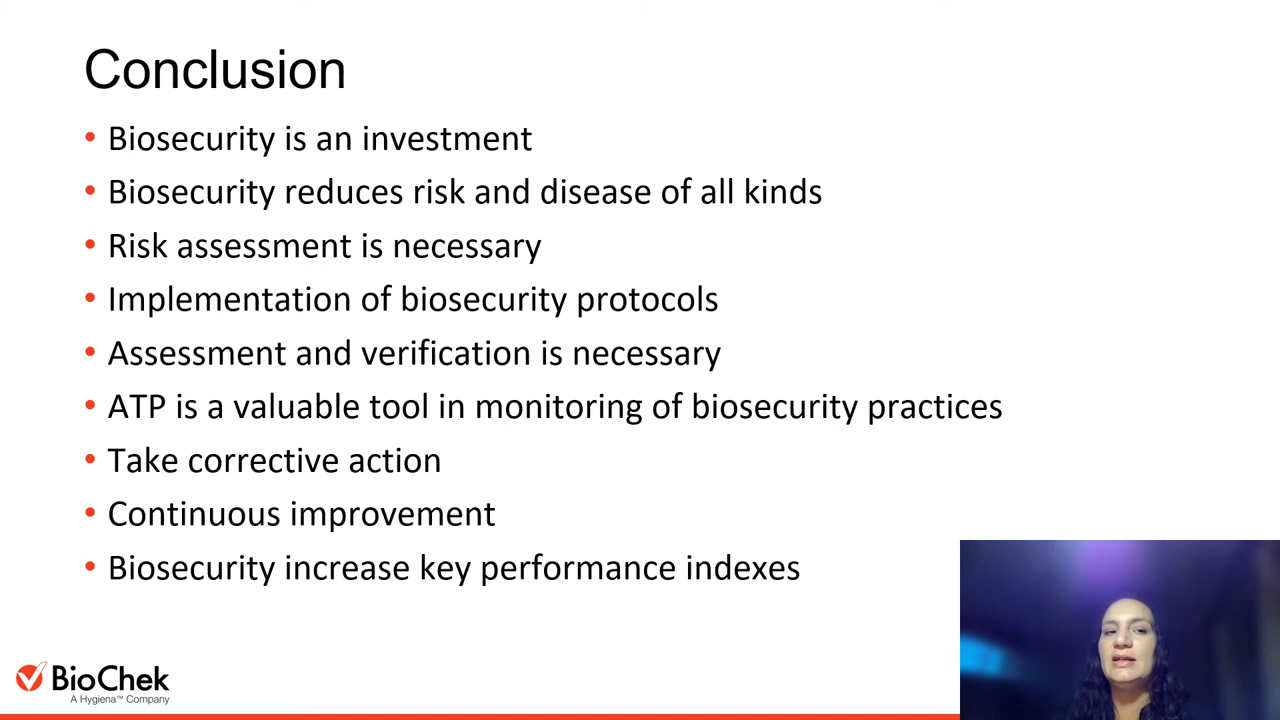 Conclusion
• Biosecurity is an investment
• Biosecurity reduces risk and disease of all kinds
• Risk assessment is necessary
• Implementation of biosecurity protocols
• Assessment and verification is necessary
• ATP is a valuable tool in monitoring of biosecurity practices
• Take corrective action
• Continuous improvement
• Biosecurity increase key performance indexes
BioChek
A Hygiena™ Company